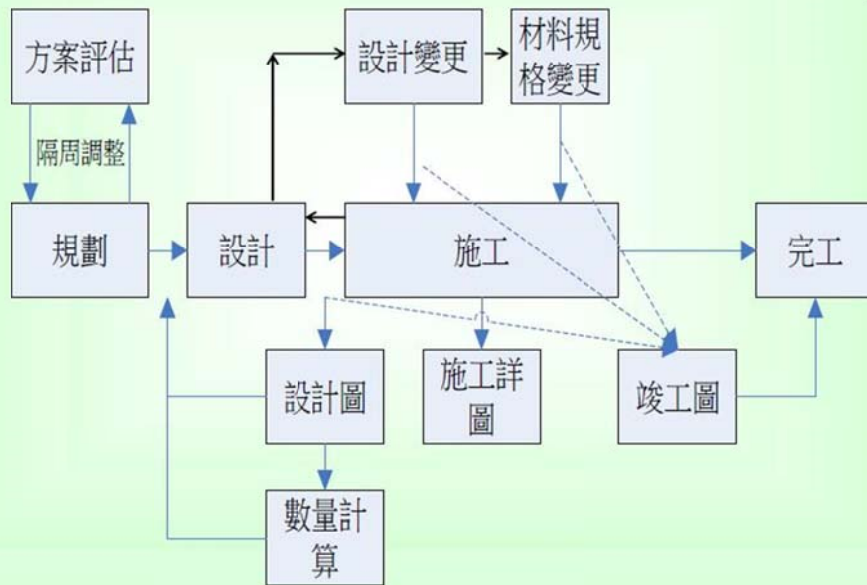 方案評估
設計變更
材料規
格變更
隔周調整
規劃
設計
施工
完工
設計圖
施工詳
圖
竣工圖
數量計
算